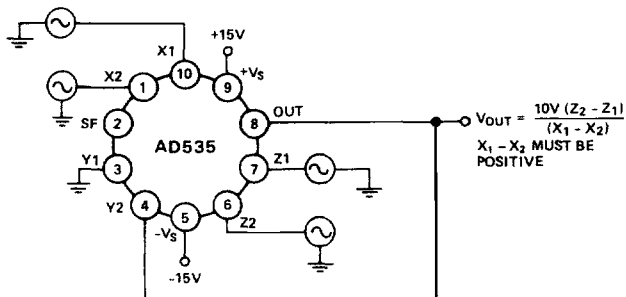 X1
+15V
X2
1
10
9
+VS
SF
2
8
OUT
AD535
VOUT = 10V (Z2 – Z1)
(X1 – X2)
X1 – X2 MUST BE
POSITIVE
Y1
3
7
Z1
Y2
4
5
6
-VS
Z2
-15V